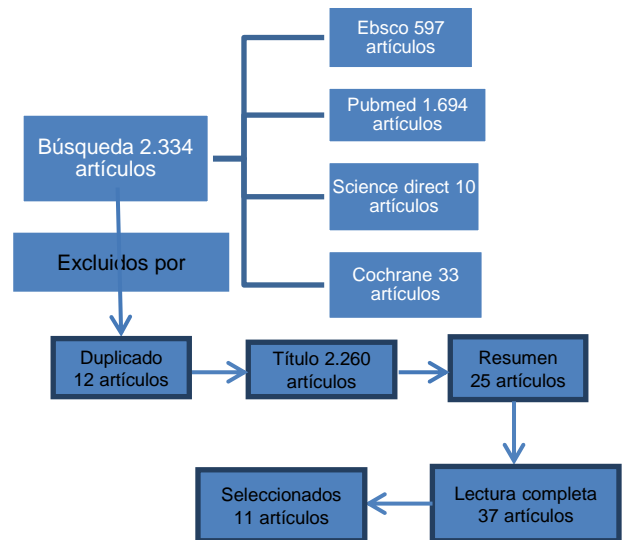 Ebsco 597
artículos
Pubmed 1.694
artículos
Búsqueda 2.334
artículos
Science direct 10
artículos
Excluidos por
Cochrane 33
artículos
Duplicado
12 artículos
Título 2.260
artículos
Resumen
25 artículos
Lectura completa
37 artículos
Seleccionados
11 artículos